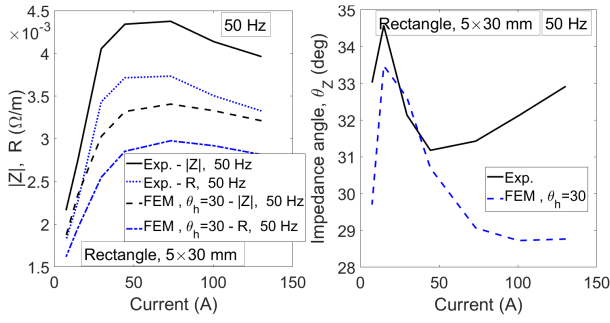 ×10⁻³
50 Hz
5
4.5
4
3.5
3
2.5
2
1.5
|Z|, R (Ω/m)
Exp. - |Z|, 50 Hz
Exp. - R, 50 Hz
FEM , θh=30 - |Z|, 50 Hz
FEM , θh=30 - R, 50 Hz
Rectangle, 5×30 mm
0 50 100 150
Current (A)
Rectangle, 5×30 mm 50 Hz
35
34
33
32
31
30
29
28
Impedance angle, θZ (deg)
Exp.
FEM , θh=30
0 50 100 150
Current (A)